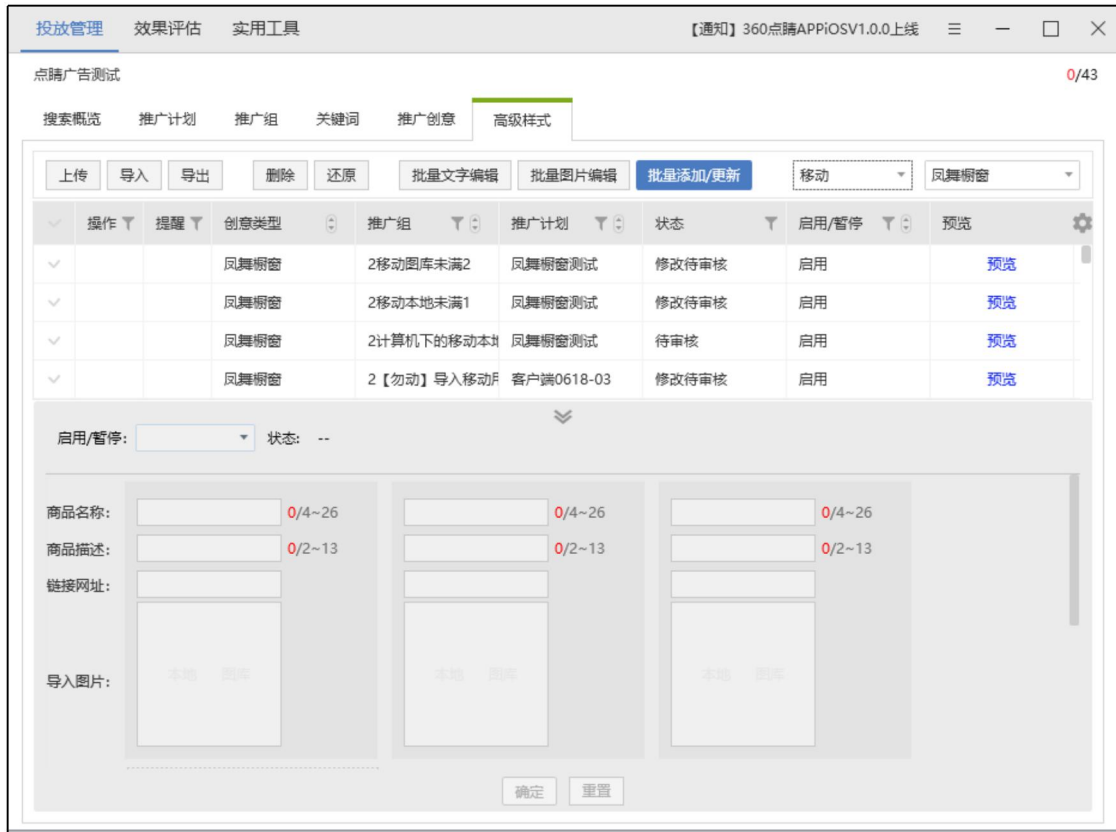 投放管理 效果评估 实用工具 【通知】360点睛APPiOSV1.0.0上线
点睛广告测试 0/43
搜索概览 推广计划 推广组 关键词 推广创意 高级样式
上传 导入 导出 删除 还原 批量文字编辑 批量图片编辑 批量添加/更新 移动 凤舞橱窗
操作 提醒 创意类型 推广组 推广计划 状态 启用/暂停 预览
凤舞橱窗 2移动图库未满2 凤舞橱窗测试 修改待审核 启用 预览
凤舞橱窗 2移动本地未满1 凤舞橱窗测试 修改待审核 启用 预览
凤舞橱窗 2计算机下的移动本地 凤舞橱窗测试 待审核 启用 预览
凤舞橱窗 2【勿动】导入移动用 客户端0618-03 修改待审核 启用 预览
启用/暂停: 状态: --
商品名称: 0/4~26 0/4~26 0/4~26
商品描述: 0/2~13 0/2~13 0/2~13
链接网址:
导入图片: 本地 图库 本地 图库 本地 图库
确定 重置